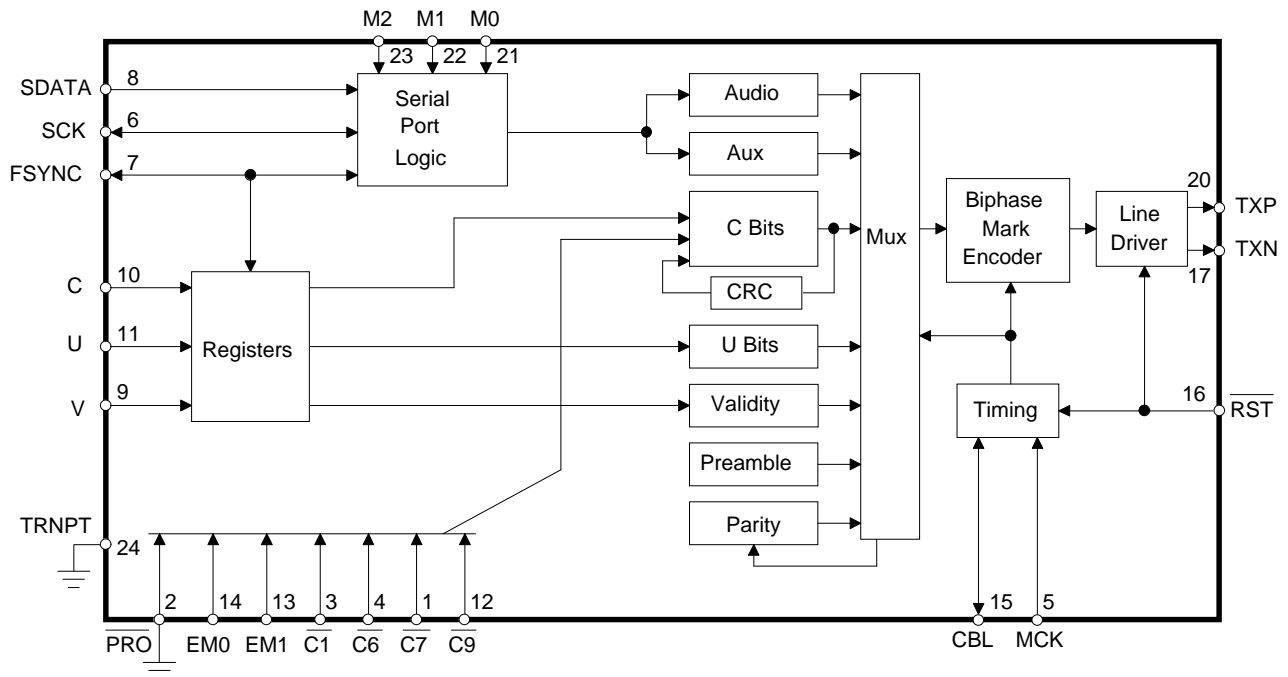 M2 M1 M0
23 22 21
SDATA 8
SCK 6
FSYNC 7
Serial
Port
Logic
Audio
Aux
C Bits
CRC
Mux
Biphase
Mark
Encoder
Line
Driver
20 TXP
TXN
17
C 10
U 11
V 9
Registers
U Bits
Validity
Preamble
Parity
Timing
16 RST
TRNPT
24
2 14 13 3 4 1 12
PRO EM0 EM1 C1 C6 C7 C9
15 5
CBL MCK